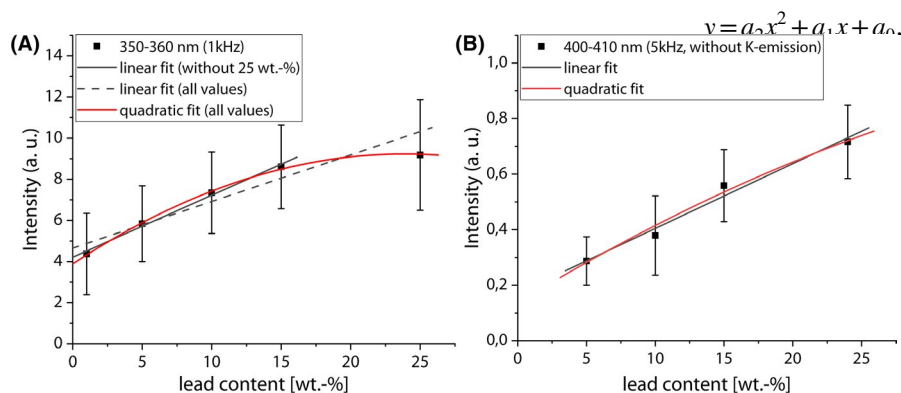 y = a₂x² + a₁x + a₀.
(A)
350-360 nm (1kHz)
linear fit (without 25 wt.-%)
linear fit (all values)
quadratic fit (all values)
14
12
10
8
6
4
2
0
Intensity (a. u.)
0 5 10 15 20 25
lead content [wt.-%]
(B)
400-410 nm (5kHz, without K-emission)
linear fit
quadratic fit
0,8
0,6
0,4
0,2
0,0
Intensity (a. u.)
0 5 10 15 20 25
lead content [wt.-%]